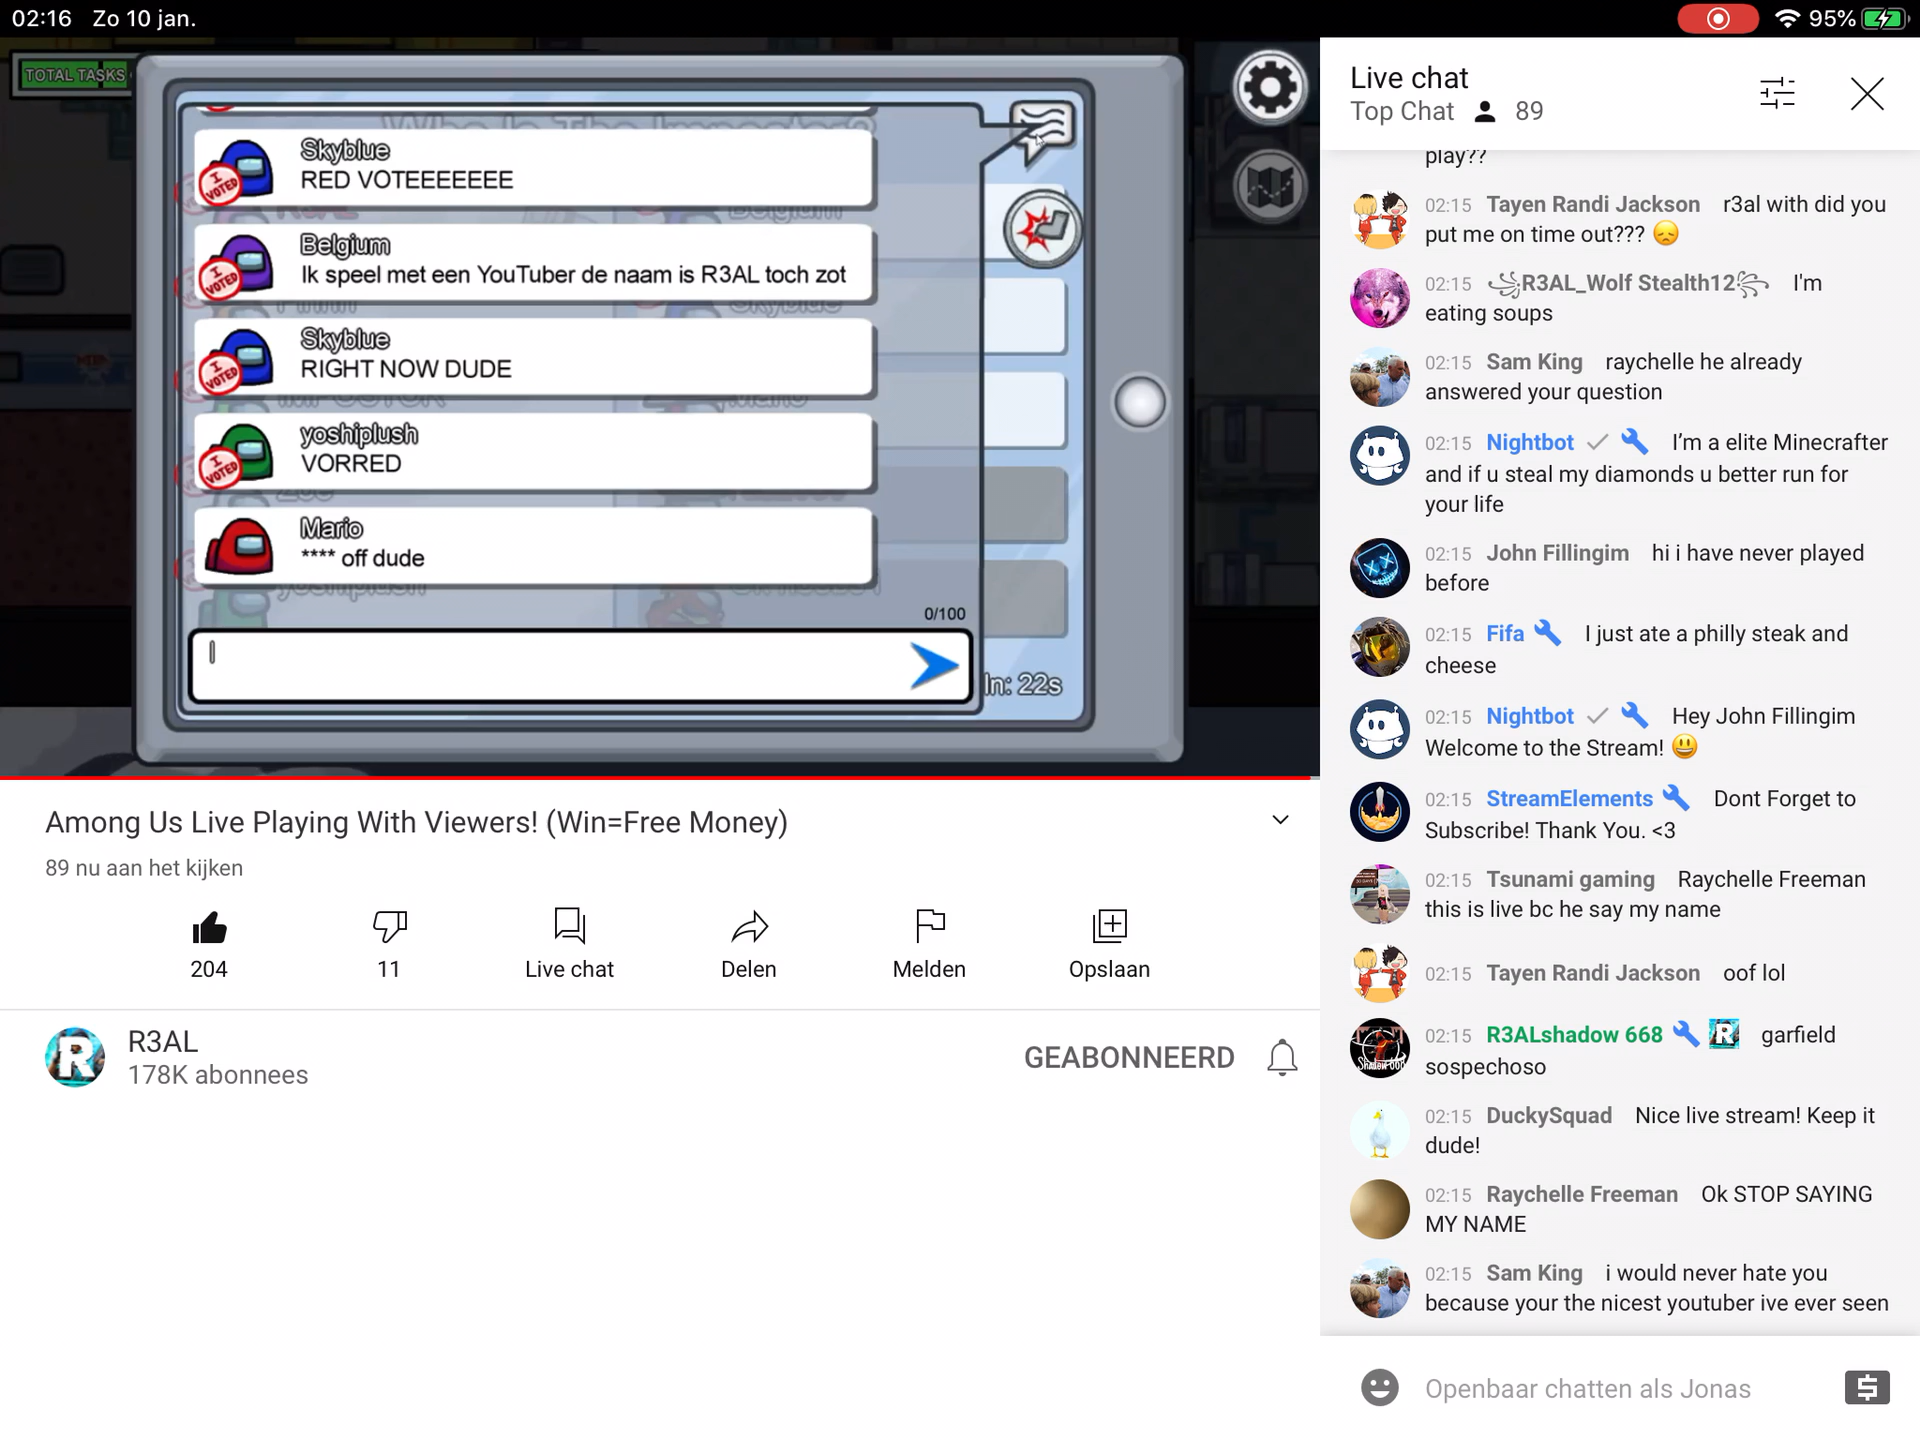 02:16 Zo 10 jan.
95%
TOTAL TASKS
Who Is The Impostor?
Skyblue
RED VOTEEEEEEE
I VOTED
Belgium
Ik speel met een YouTuber de naam is R3AL toch zot
I VOTED
Skyblue
RIGHT NOW DUDE
I VOTED
yoshiplush
VORRED
I VOTED
Mario
**** off dude
yoshiplush
0/100
In: 22s
Among Us Live Playing With Viewers! (Win=Free Money)
89 nu aan het kijken
204
11
Live chat
Delen
Melden
Opslaan
R3AL
178K abonnees
GEABONNEERD
Live chat
Top Chat 89
play??
02:15 Tayen Randi Jackson r3al with did you
put me on time out??? 😞
02:15 ꧁R3AL_Wolf Stealth12꧂ I'm
eating soups
02:15 Sam King raychelle he already
answered your question
02:15 Nightbot I’m a elite Minecrafter
and if u steal my diamonds u better run for
your life
02:15 John Fillingim hi i have never played
before
02:15 Fifa I just ate a philly steak and
cheese
02:15 Nightbot Hey John Fillingim
Welcome to the Stream! 😃
02:15 StreamElements Dont Forget to
Subscribe! Thank You. <3
02:15 Tsunami gaming Raychelle Freeman
this is live bc he say my name
02:15 Tayen Randi Jackson oof lol
02:15 R3ALshadow 668 garfield
sospechoso
02:15 DuckySquad Nice live stream! Keep it
dude!
02:15 Raychelle Freeman Ok STOP SAYING
MY NAME
02:15 Sam King i would never hate you
because your the nicest youtuber ive ever seen
Openbaar chatten als Jonas